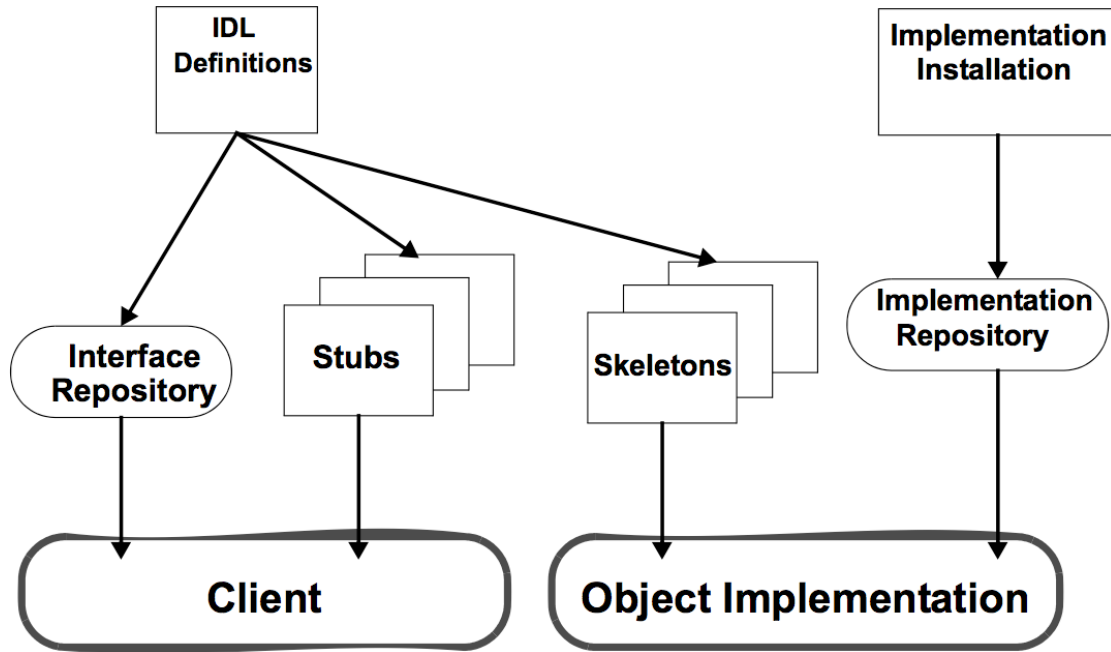 IDL
Definitions
Implementation
Installation
Interface
Repository
Stubs
Skeletons
Implementation
Repository
Client
Object Implementation